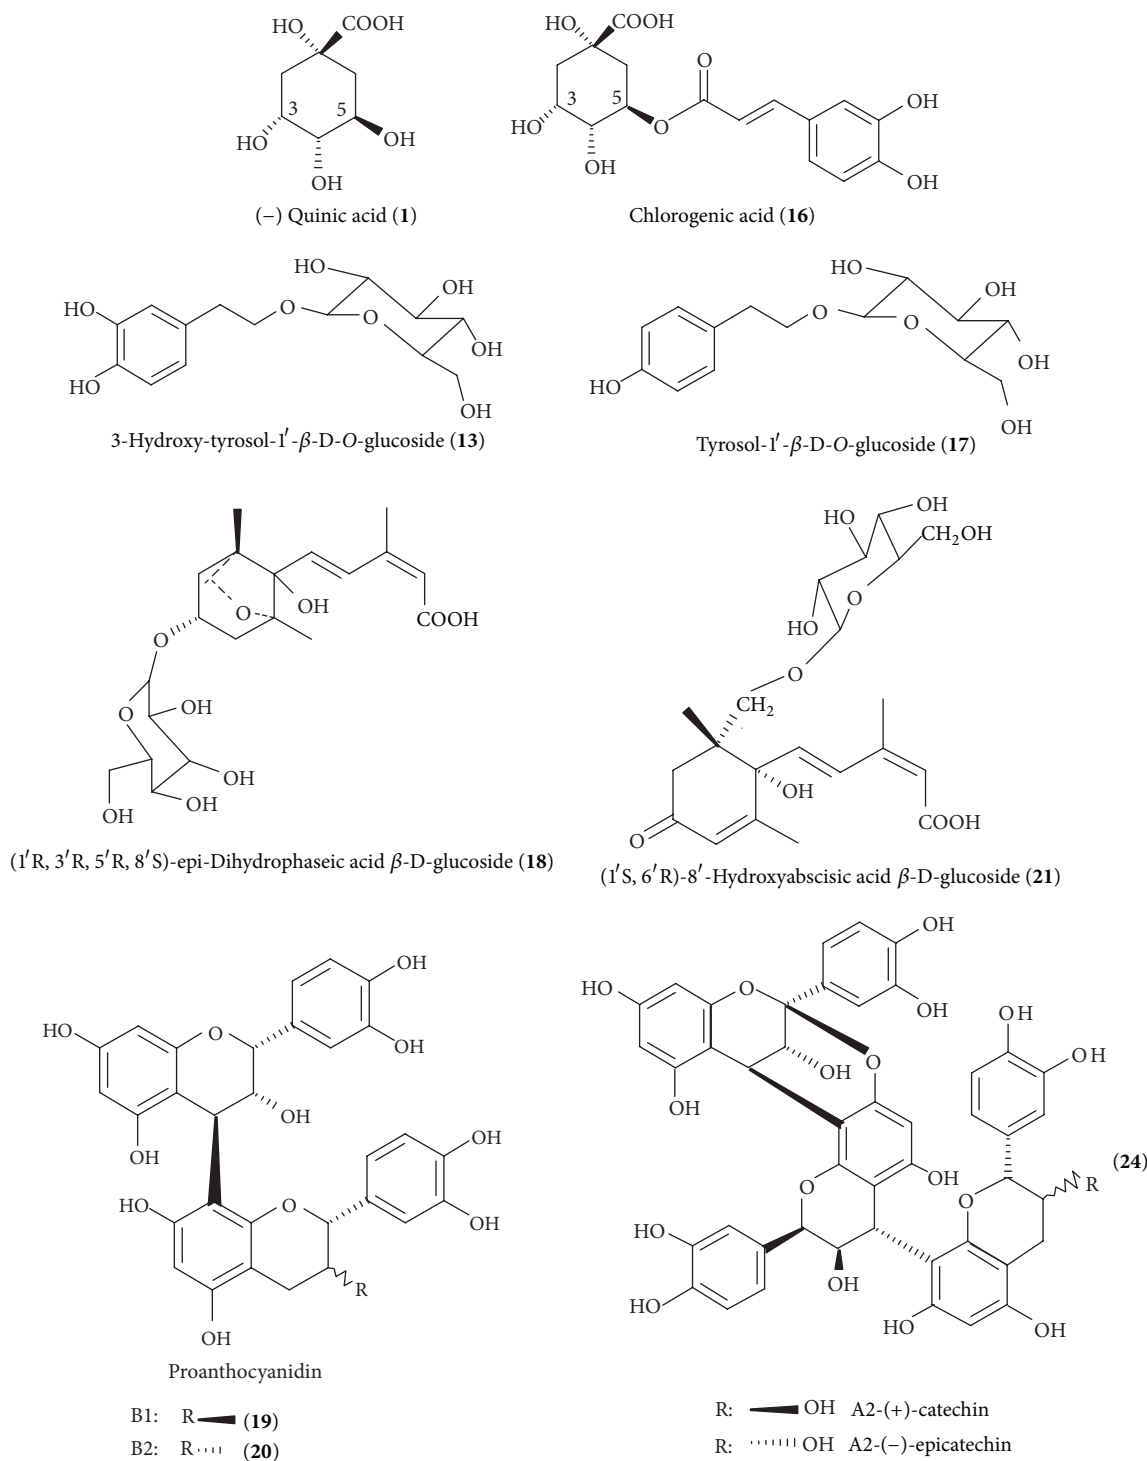 HO COOH
3 5
HO OH
OH
(−) Quinic acid (1)
HO COOH
O
3 5
HO O
OH
OH
OH
Chlorogenic acid (16)
HO
OH
HO O
O
OH
HO
OH
3-Hydroxy-tyrosol-1′-β-D-O-glucoside (13)
HO
OH
O
O
OH
HO
OH
Tyrosol-1′-β-D-O-glucoside (17)
OH
O
COOH
O
O
OH
OH
OH
OH
(1′R, 3′R, 5′R, 8′S)-epi-Dihydrophaseic acid β-D-glucoside (18)
OH
HO
CH2OH
O
HO
O
CH2
OH
O
COOH
(1′S, 6′R)-8′-Hydroxyabscisic acid β-D-glucoside (21)
OH
HO O
OH
OH
OH
OH
HO O
OH
R
OH
Proanthocyanidin
B1: R (19)
B2: R (20)
OH
HO O
OH
OH
O
OH
OH
OH
OH
O
O
R
(24)
HO
OH
HO
HO OH
R: OH A2-(+)-catechin
R: OH A2-(−)-epicatechin